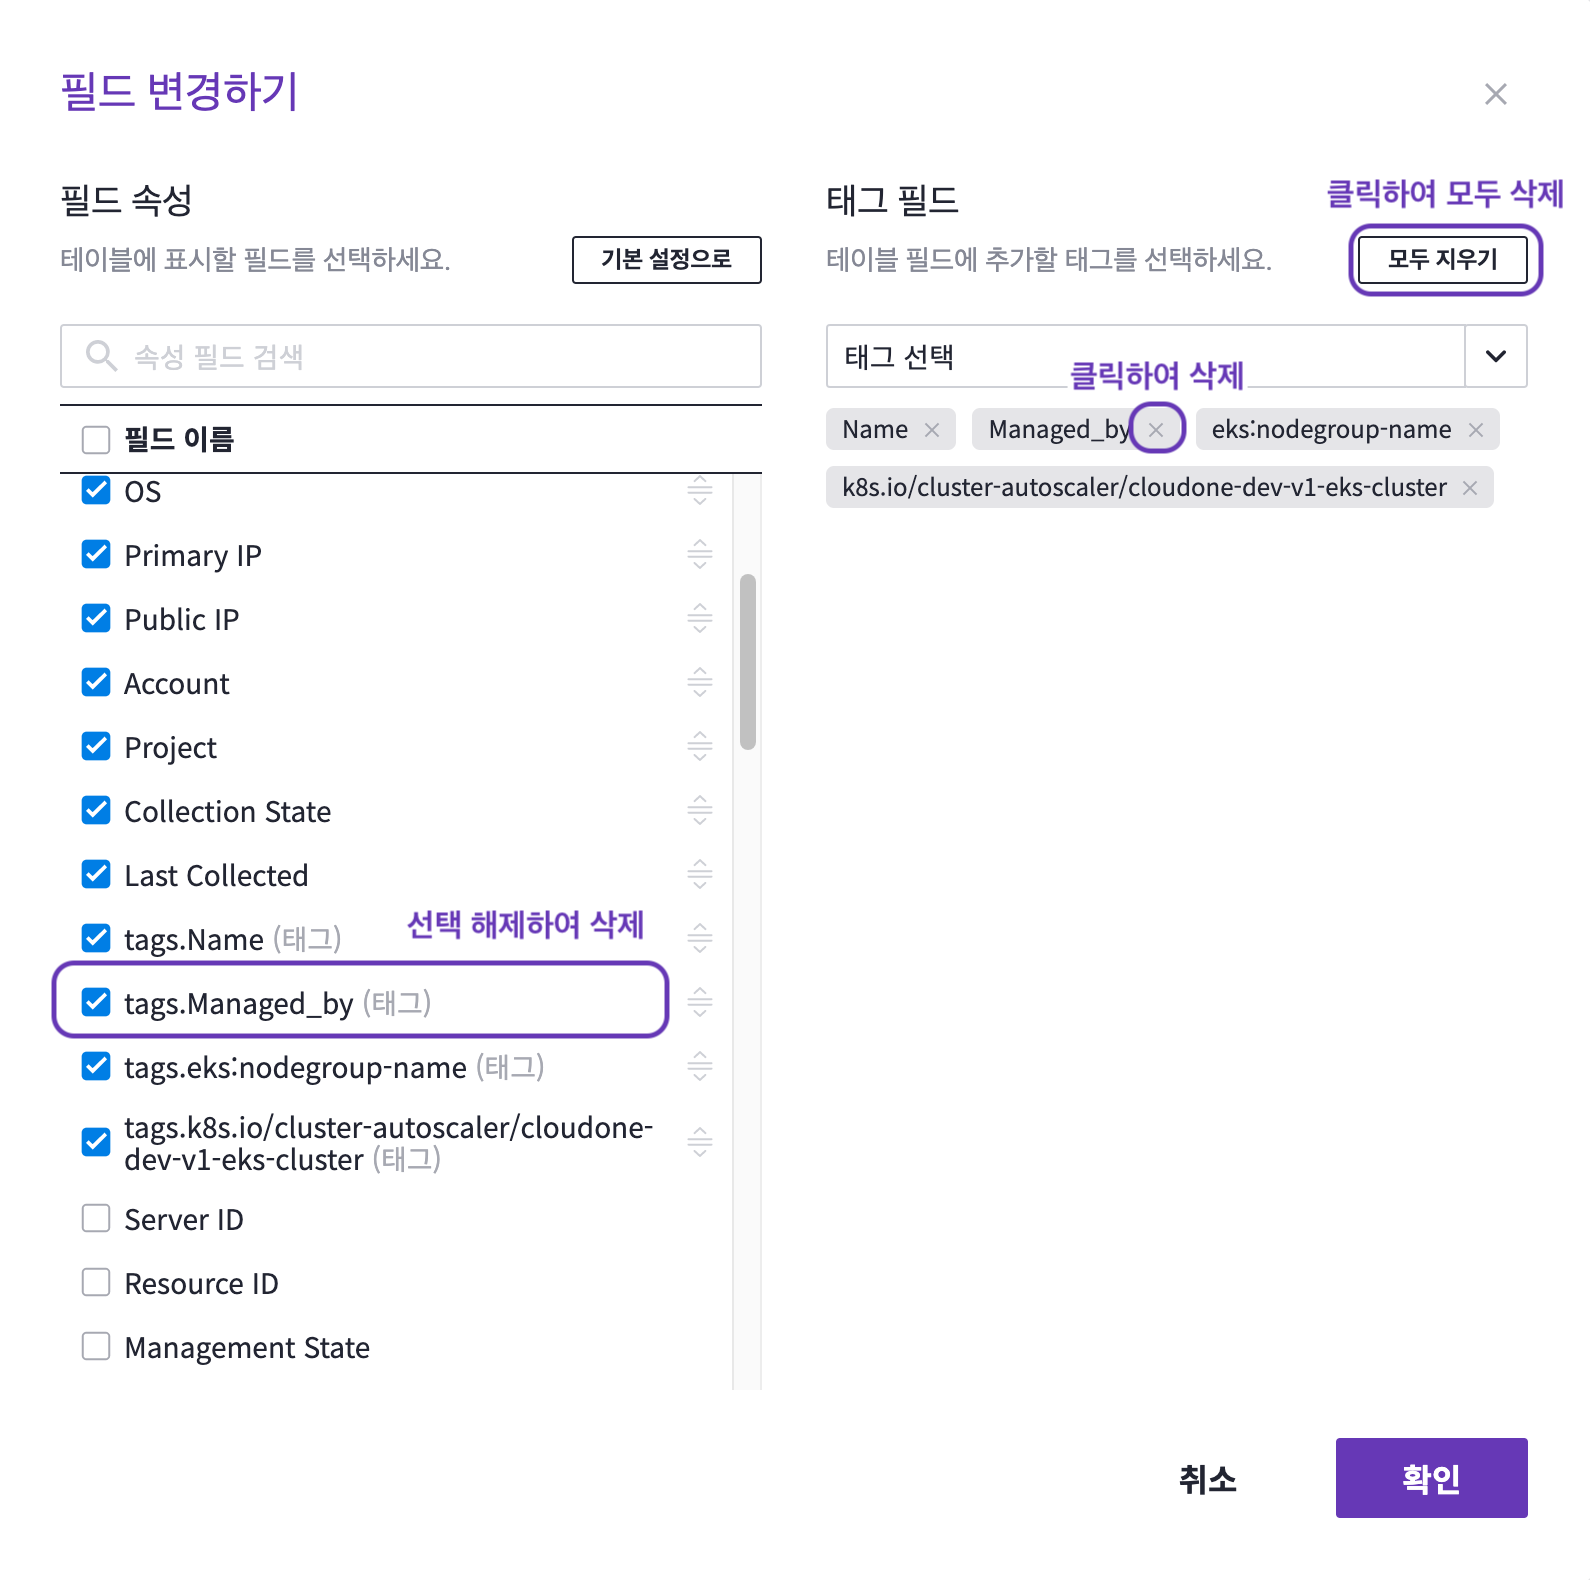 필드 변경하기
필드 속성
테이블에 표시할 필드를 선택하세요.
기본 설정으로
속성 필드 검색
필드 이름
OS
Primary IP
Public IP
Account
Project
Collection State
Last Collected
tags.Name (태그)
선택 해제하여 삭제
tags.Managed_by (태그)
tags.eks:nodegroup-name (태그)
tags.k8s.io/cluster-autoscaler/cloudone-
dev-v1-eks-cluster (태그)
Server ID
Resource ID
Management State
태그 필드
클릭하여 모두 삭제
테이블 필드에 추가할 태그를 선택하세요.
모두 지우기
태그 선택
클릭하여 삭제
Name
Managed_by
eks:nodegroup-name
k8s.io/cluster-autoscaler/cloudone-dev-v1-eks-cluster
취소
확인